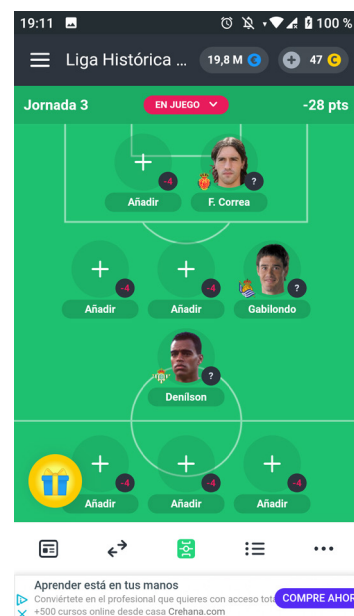 19:11 100 %
Liga Histórica ... 19,8 M C + 47 C
Jornada 3 EN JUEGO -28 pts
-4 ?
Añadir F. Correa
-4 -4 ?
Añadir Añadir Gabilondo
?
Denílson
-4 -4 -4
Añadir Añadir Añadir
Aprender está en tus manos
Conviértete en el profesional que quieres con acceso tota COMPRE AHOR
+500 cursos online desde casa Crehana.com